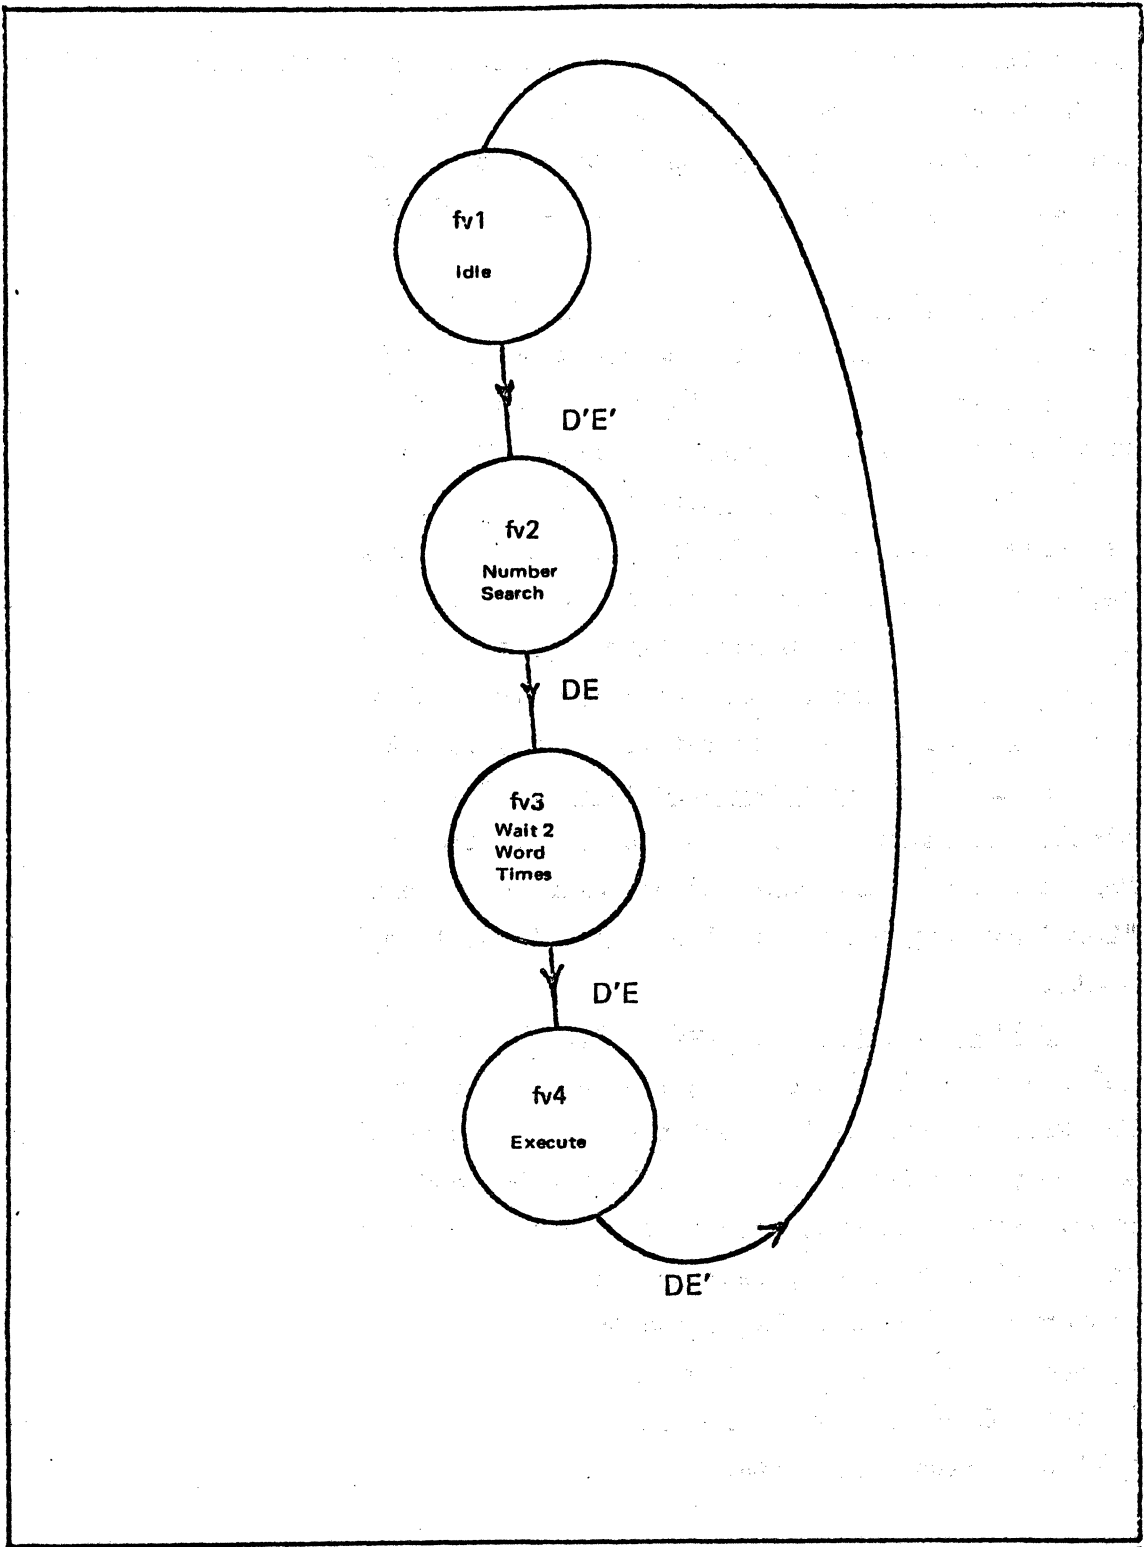 fv1
Idle
D'E'
fv2
Number
Search
DE
fv3
Wait 2
Word
Times
D'E
fv4
Execute
DE'